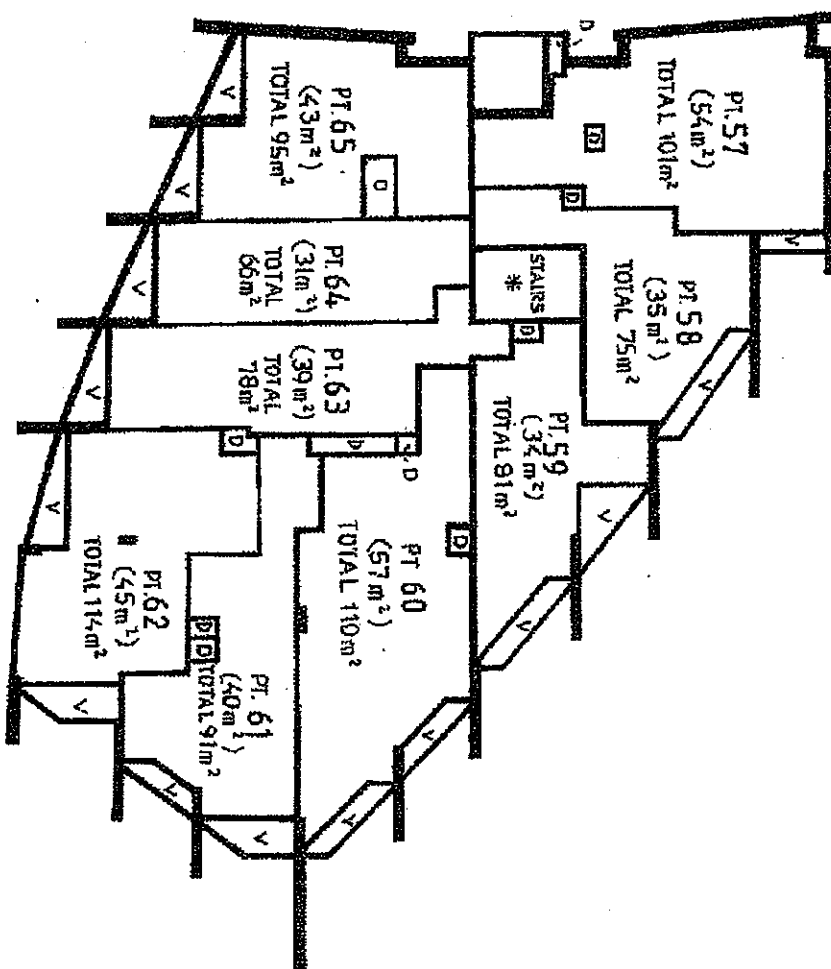 D
PT.57
(54m²)
TOTAL 101m²
D
D
V
PT.58
(35m²)
TOTAL 75m²
V
STAIRS
*
D
PT.59
(34m²)
TOTAL 81m²
V
V
D
PT 60
(57m²)
TOTAL 110m²
D
D
V
V
PT. 61
(40m²)
TOTAL 91m²
D
D
V
V
PT.62
(45m²)
#
TOTAL 114m²
D
V
V
PT.63
(39m²)
TOTAL
78m²
V
PT.64
(31m²)
TOTAL
66m²
V
PT.65
(43m²)
TOTAL 95m²
D
V
V